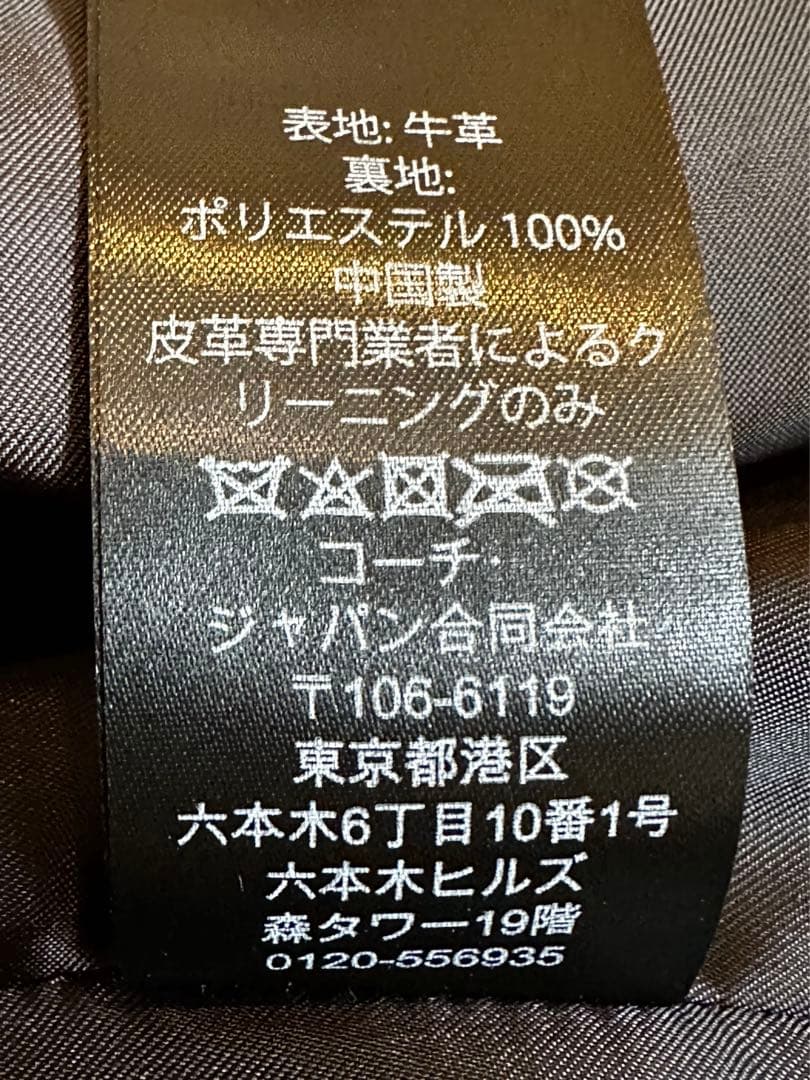 表地: 牛革
裏地:
ポリエステル 100%
中国製
皮革専門業者によるク
リーニングのみ
コーチ·
ジャパン合同会社
〒106-6119
東京都港区
六本木6丁目10番1号
六本木ヒルズ
森タワー19階
0120-556935